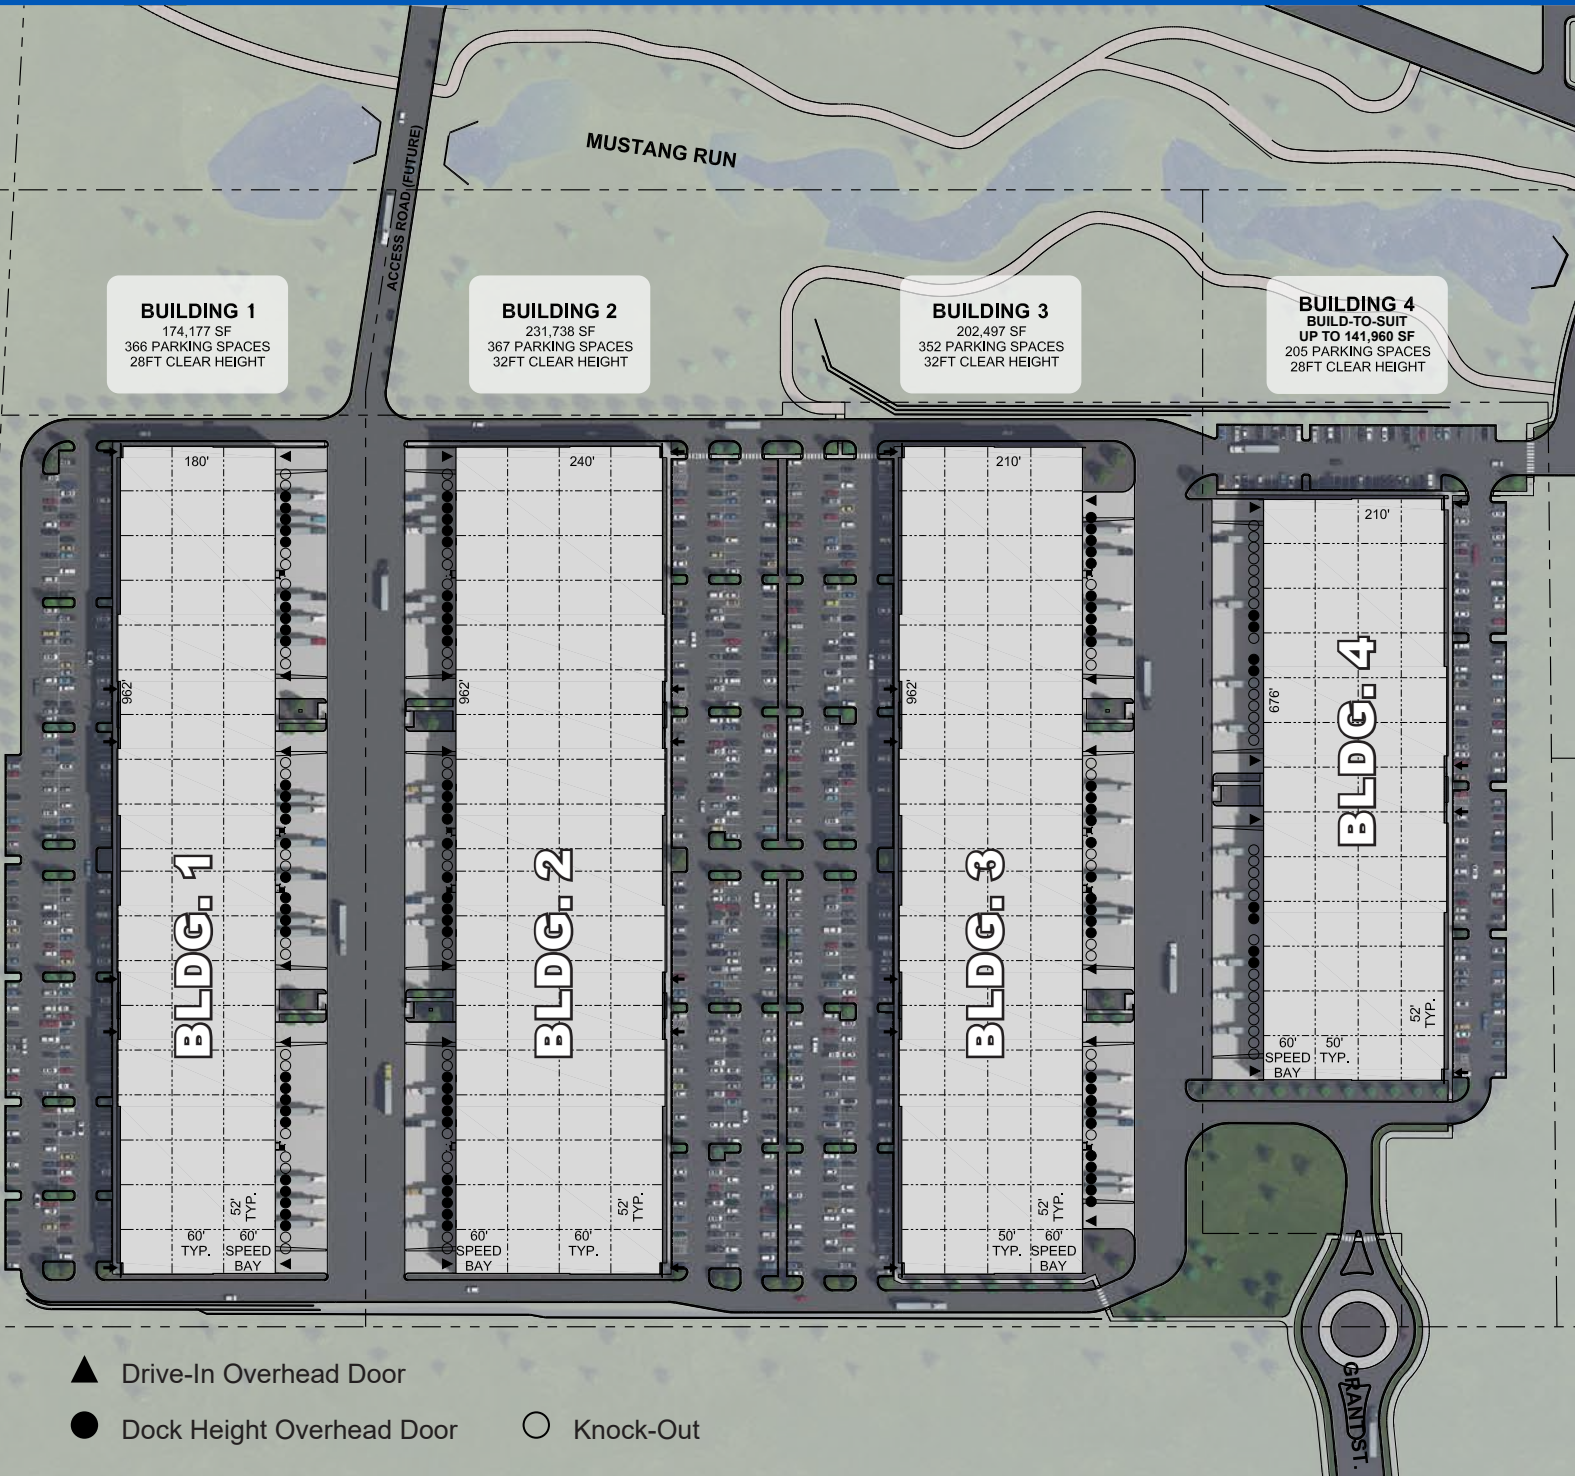 MUSTANG RUN
ACCESS ROAD (FUTURE)
BUILDING 1
174,177 SF
366 PARKING SPACES
28FT CLEAR HEIGHT
BUILDING 2
231,738 SF
367 PARKING SPACES
32FT CLEAR HEIGHT
BUILDING 3
202,497 SF
352 PARKING SPACES
32FT CLEAR HEIGHT
BUILDING 4
BUILD-TO-SUIT
UP TO 141,960 SF
205 PARKING SPACES
28FT CLEAR HEIGHT
180'
962'
BLDG. 1
52'
TYP.
60'
TYP.
60'
SPEED
BAY
240'
962'
BLDG. 2
52'
TYP.
60'
SPEED
BAY
60'
TYP.
210'
962'
BLDG. 3
52'
TYP.
50'
TYP.
60'
SPEED
BAY
210'
676'
BLDG. 4
52'
TYP.
60'
SPEED
BAY
50'
TYP.
GRANT ST.
Drive-In Overhead Door
Dock Height Overhead Door
Knock-Out